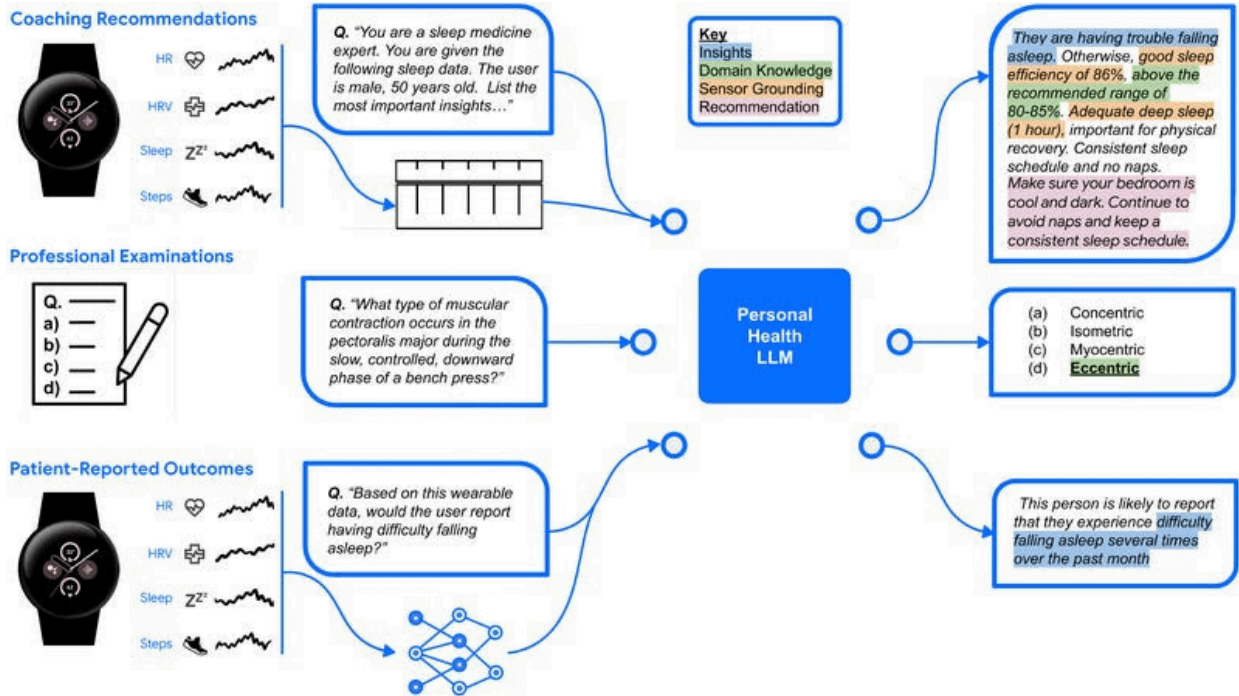 Coaching Recommendations
HR
HRV
Sleep
Zzz
Steps
Q. “You are a sleep medicine
expert. You are given the
following sleep data. The user
is male, 50 years old. List the
most important insights…”
Key
Insights
Domain Knowledge
Sensor Grounding
Recommendation
They are having trouble falling
asleep. Otherwise, good sleep
efficiency of 86%, above the
recommended range of
80-85%. Adequate deep sleep
(1 hour), important for physical
recovery. Consistent sleep
schedule and no naps.
Make sure your bedroom is
cool and dark. Continue to
avoid naps and keep a
consistent sleep schedule.
Professional Examinations
Q.
a)
b)
c)
d)
Q. “What type of muscular
contraction occurs in the
pectoralis major during the
slow, controlled, downward
phase of a bench press?”
Personal
Health
LLM
(a) Concentric
(b) Isometric
(c) Myocentric
(d) Eccentric
Patient-Reported Outcomes
HR
HRV
Sleep
Zzz
Steps
Q. “Based on this wearable
data, would the user report
having difficulty falling
asleep?”
This person is likely to report
that they experience difficulty
falling asleep several times
over the past month